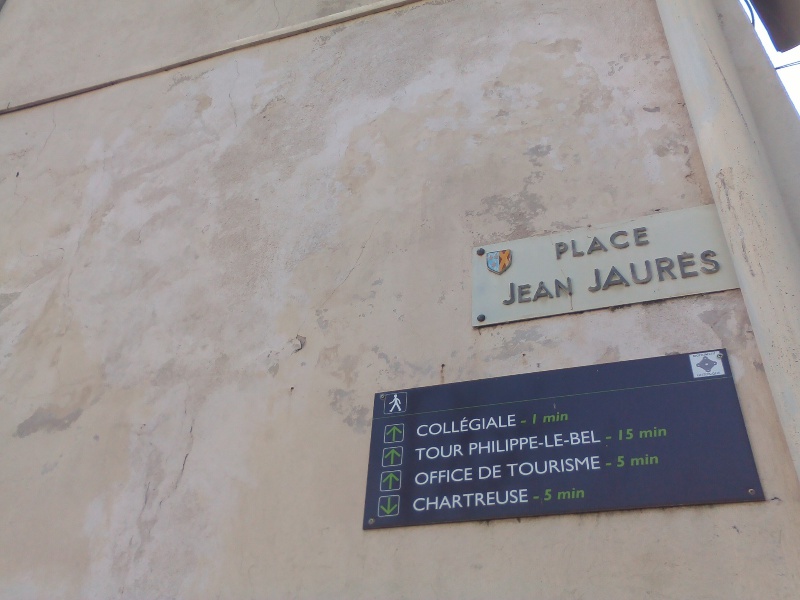 PLACE
JEAN JAURÈS
COLLÉGIALE - 1 min
TOUR PHILIPPE-LE-BEL - 15 min
OFFICE DE TOURISME - 5 min
CHARTREUSE - 5 min